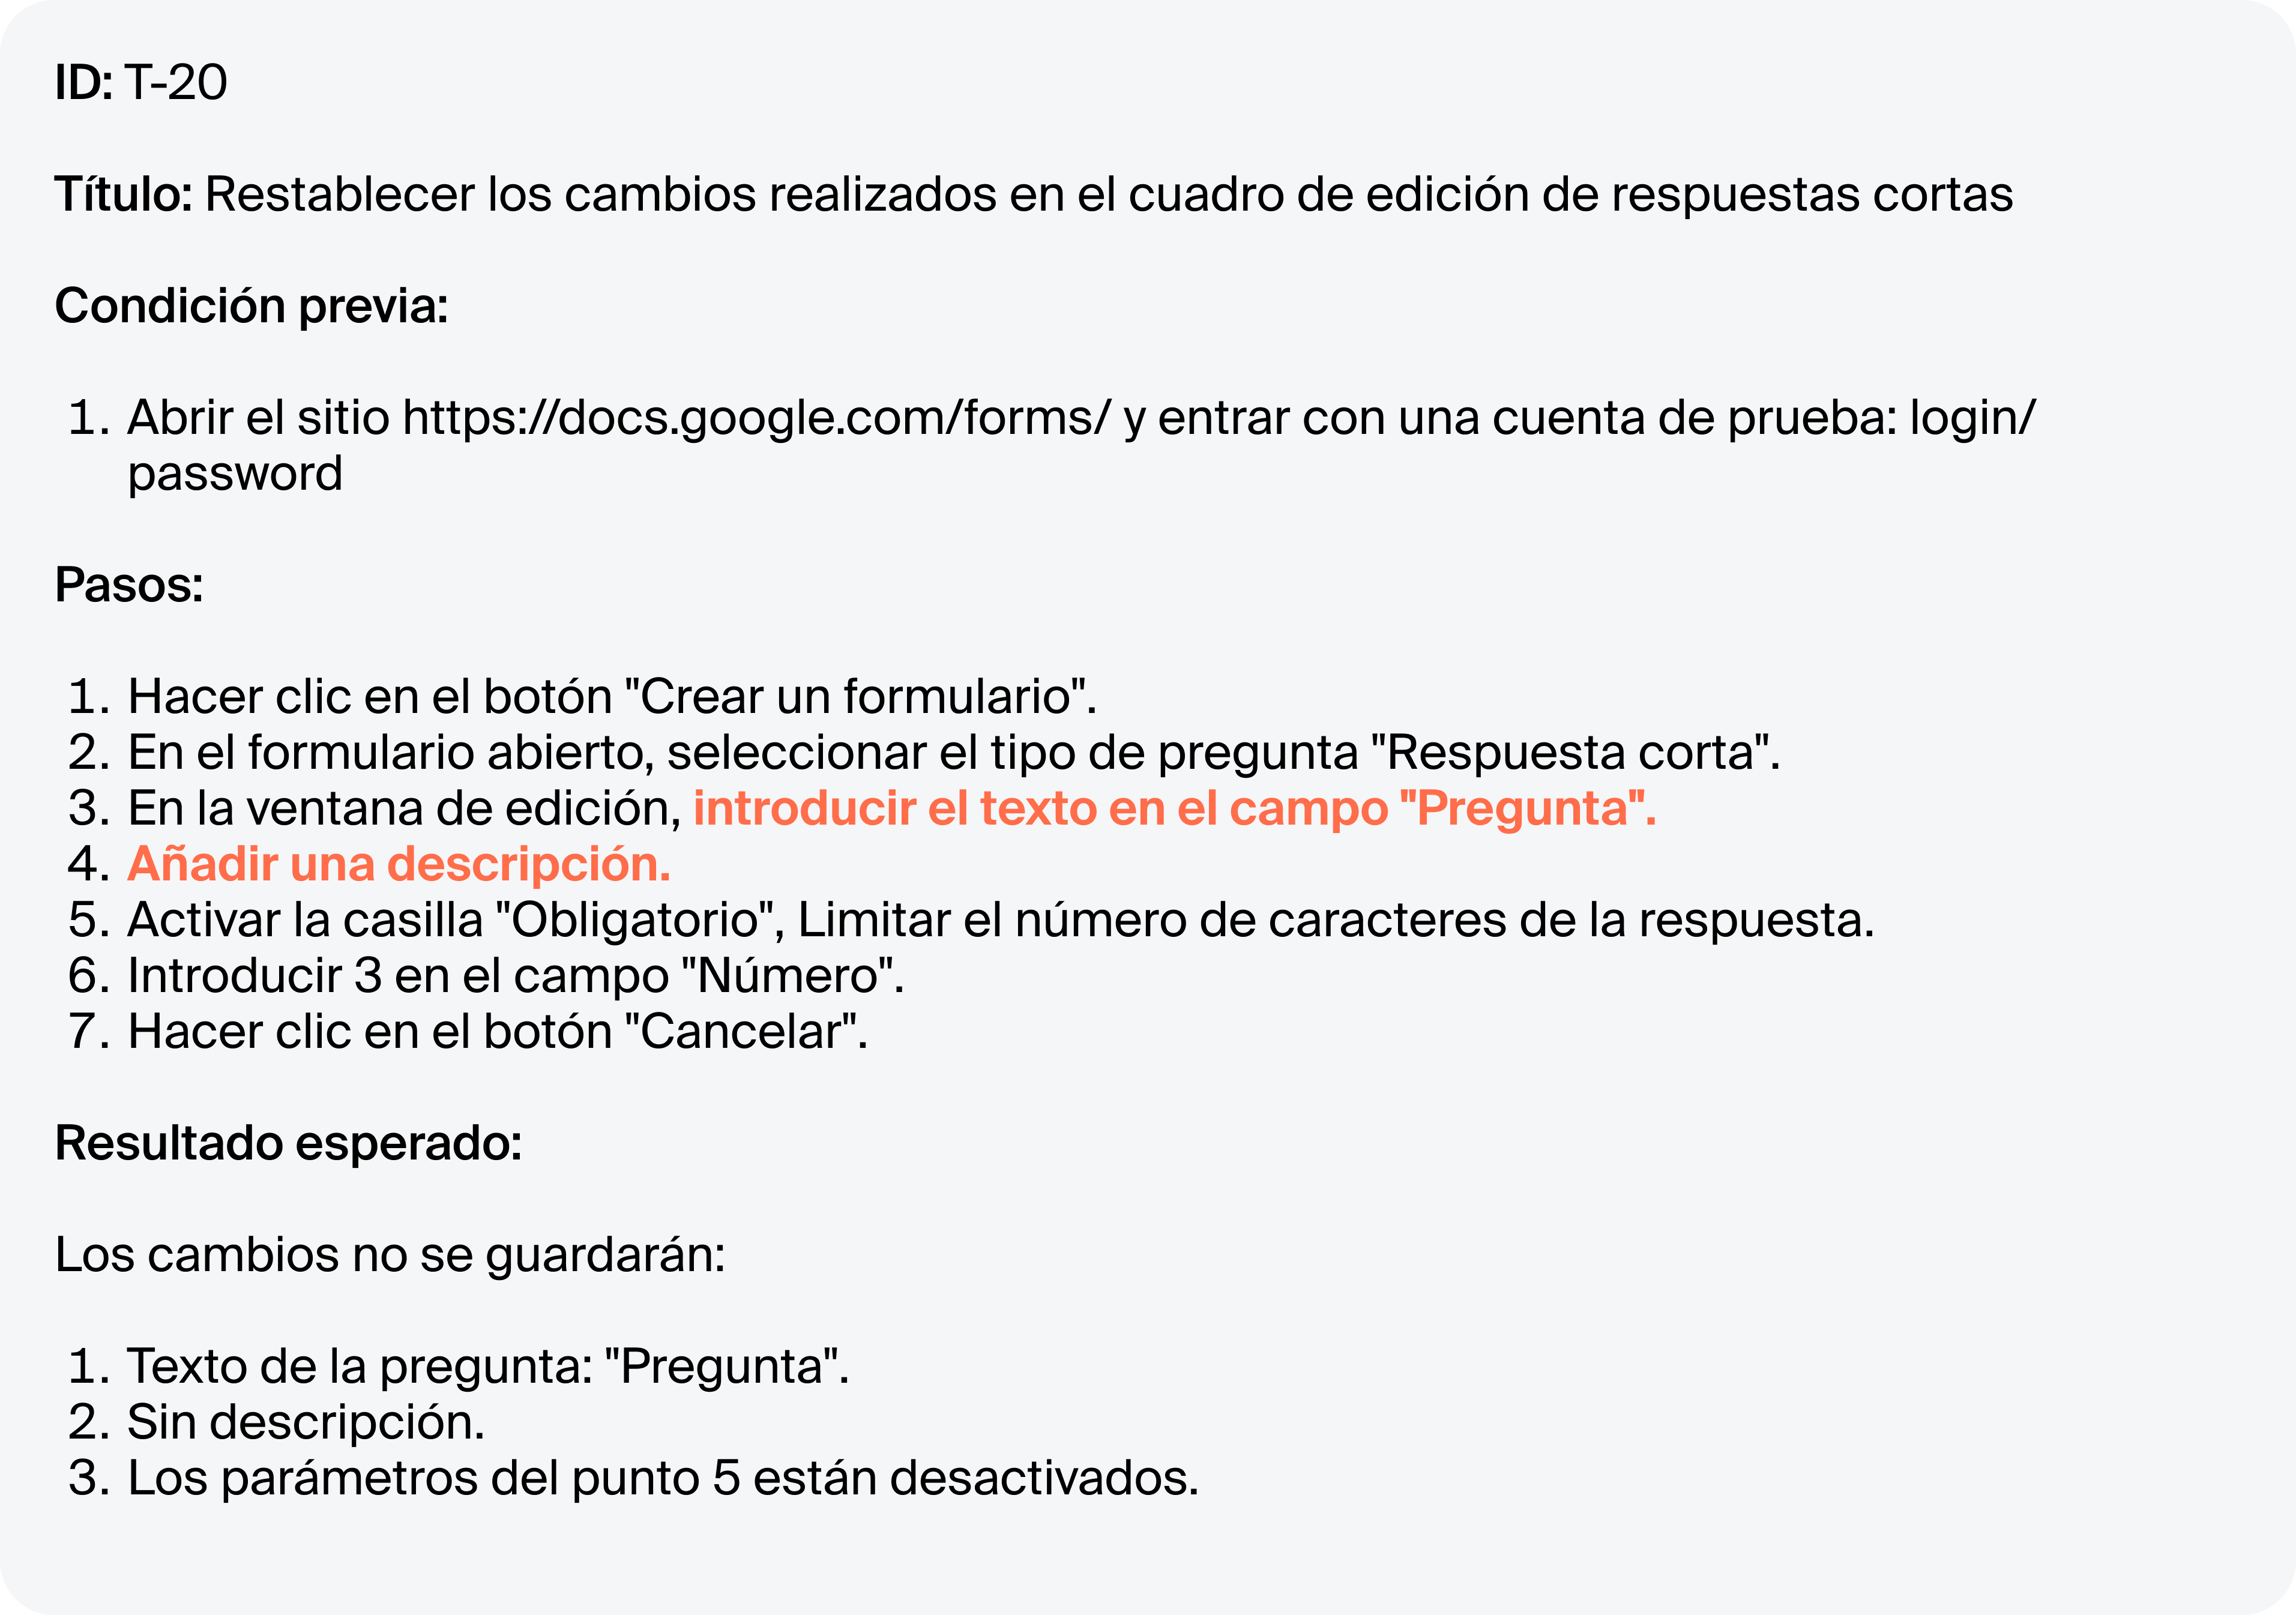 ID: T-20
Título: Restablecer los cambios realizados en el cuadro de edición de respuestas cortas
Condición previa:
1. Abrir el sitio https://docs.google.com/forms/ y entrar con una cuenta de prueba: login/
password
Pasos:
1. Hacer clic en el botón "Crear un formulario".
2. En el formulario abierto, seleccionar el tipo de pregunta "Respuesta corta".
3. En la ventana de edición, introducir el texto en el campo "Pregunta".
4. Añadir una descripción.
5. Activar la casilla "Obligatorio", Limitar el número de caracteres de la respuesta.
6. Introducir 3 en el campo "Número".
7. Hacer clic en el botón "Cancelar".
Resultado esperado:
Los cambios no se guardarán:
1. Texto de la pregunta: "Pregunta".
2. Sin descripción.
3. Los parámetros del punto 5 están desactivados.